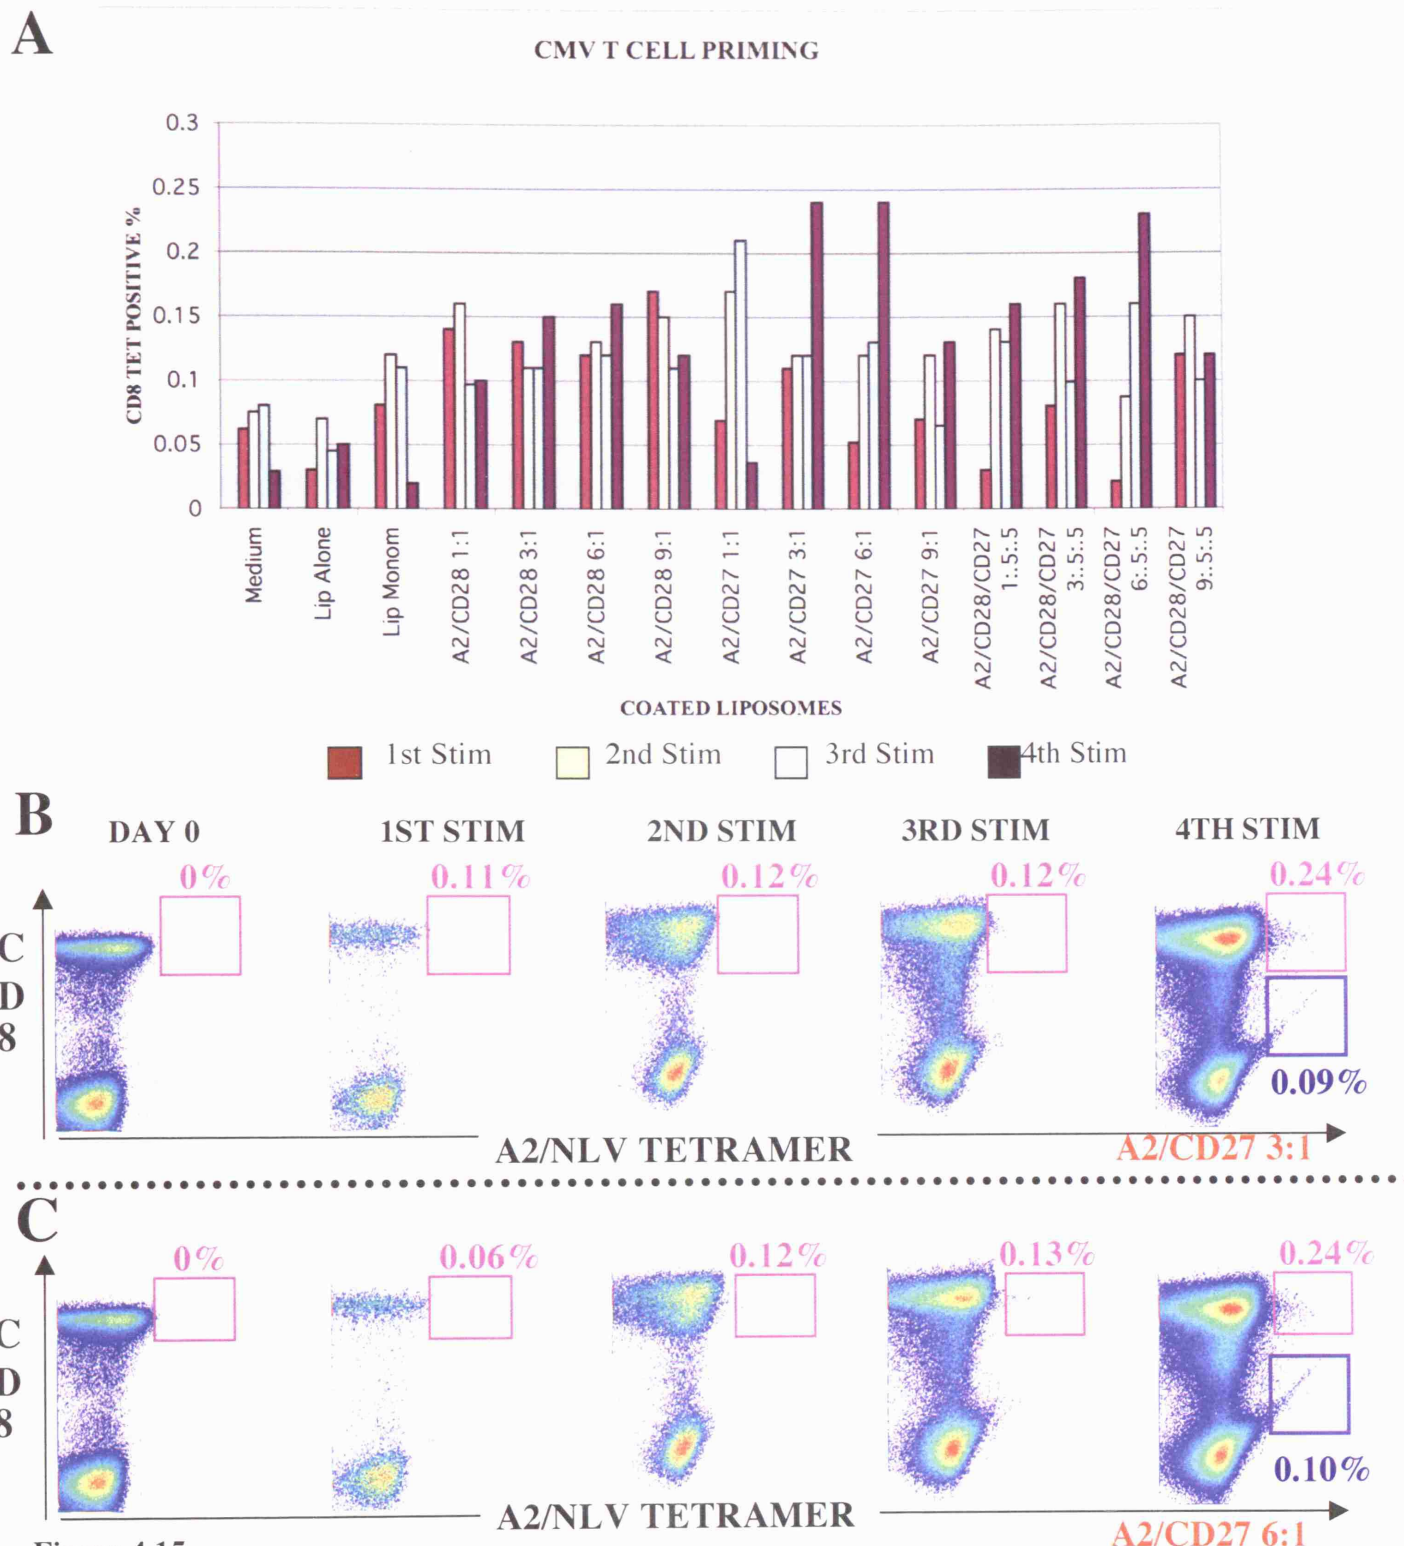 A
CMV T CELL PRIMING
CD8 TET POSITIVE %
0.3
0.25
0.2
0.15
0.1
0.05
0
Medium
Lip Alone
Lip Monom
A2/CD28 1:1
A2/CD28 3:1
A2/CD28 6:1
A2/CD28 9:1
A2/CD27 1:1
A2/CD27 3:1
A2/CD27 6:1
A2/CD27 9:1
A2/CD28/CD27
1:.5:.5
A2/CD28/CD27
3:.5:.5
A2/CD28/CD27
6:.5:.5
A2/CD28/CD27
9:.5:.5
COATED LIPOSOMES
1st Stim 2nd Stim 3rd Stim 4th Stim
B
DAY 0 1ST STIM 2ND STIM 3RD STIM 4TH STIM
0% 0.11% 0.12% 0.12% 0.24%
C
D
8
0.09%
A2/NLV TETRAMER
A2/CD27 3:1
C
0% 0.06% 0.12% 0.13% 0.24%
C
D
8
0.10%
A2/NLV TETRAMER
A2/CD27 6:1